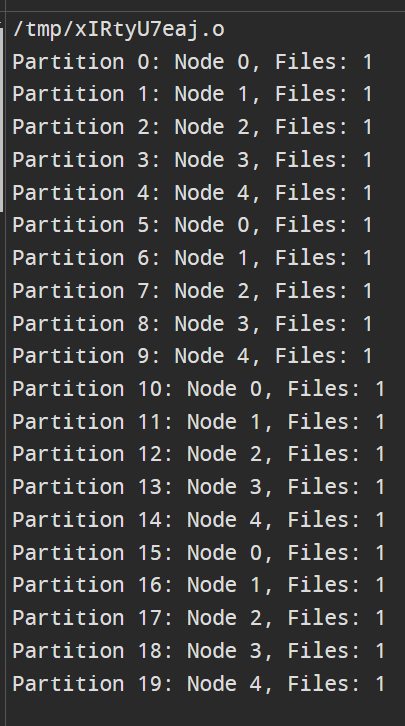 /tmp/xIRtyU7eaj.o
Partition 0: Node 0, Files: 1
Partition 1: Node 1, Files: 1
Partition 2: Node 2, Files: 1
Partition 3: Node 3, Files: 1
Partition 4: Node 4, Files: 1
Partition 5: Node 0, Files: 1
Partition 6: Node 1, Files: 1
Partition 7: Node 2, Files: 1
Partition 8: Node 3, Files: 1
Partition 9: Node 4, Files: 1
Partition 10: Node 0, Files: 1
Partition 11: Node 1, Files: 1
Partition 12: Node 2, Files: 1
Partition 13: Node 3, Files: 1
Partition 14: Node 4, Files: 1
Partition 15: Node 0, Files: 1
Partition 16: Node 1, Files: 1
Partition 17: Node 2, Files: 1
Partition 18: Node 3, Files: 1
Partition 19: Node 4, Files: 1